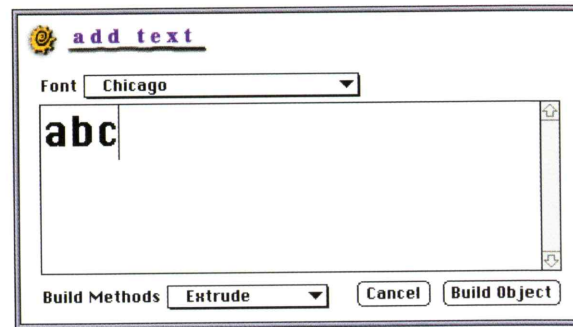 add text
Font Chicago
abc
Build Methods Extrude Cancel Build Object